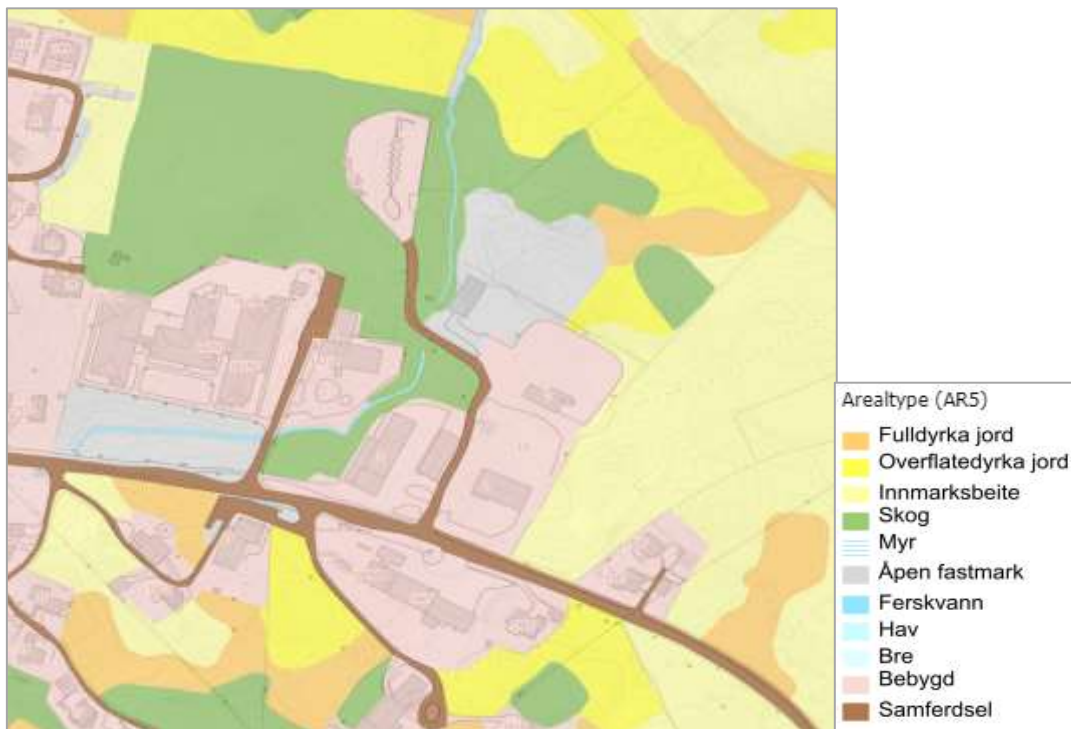 Arealtype (AR5)
Fulldyrka jord
Overflatedyrka jord
Innmarksbeite
Skog
Myr
Åpen fastmark
Ferskvann
Hav
Bre
Bebygd
Samferdsel